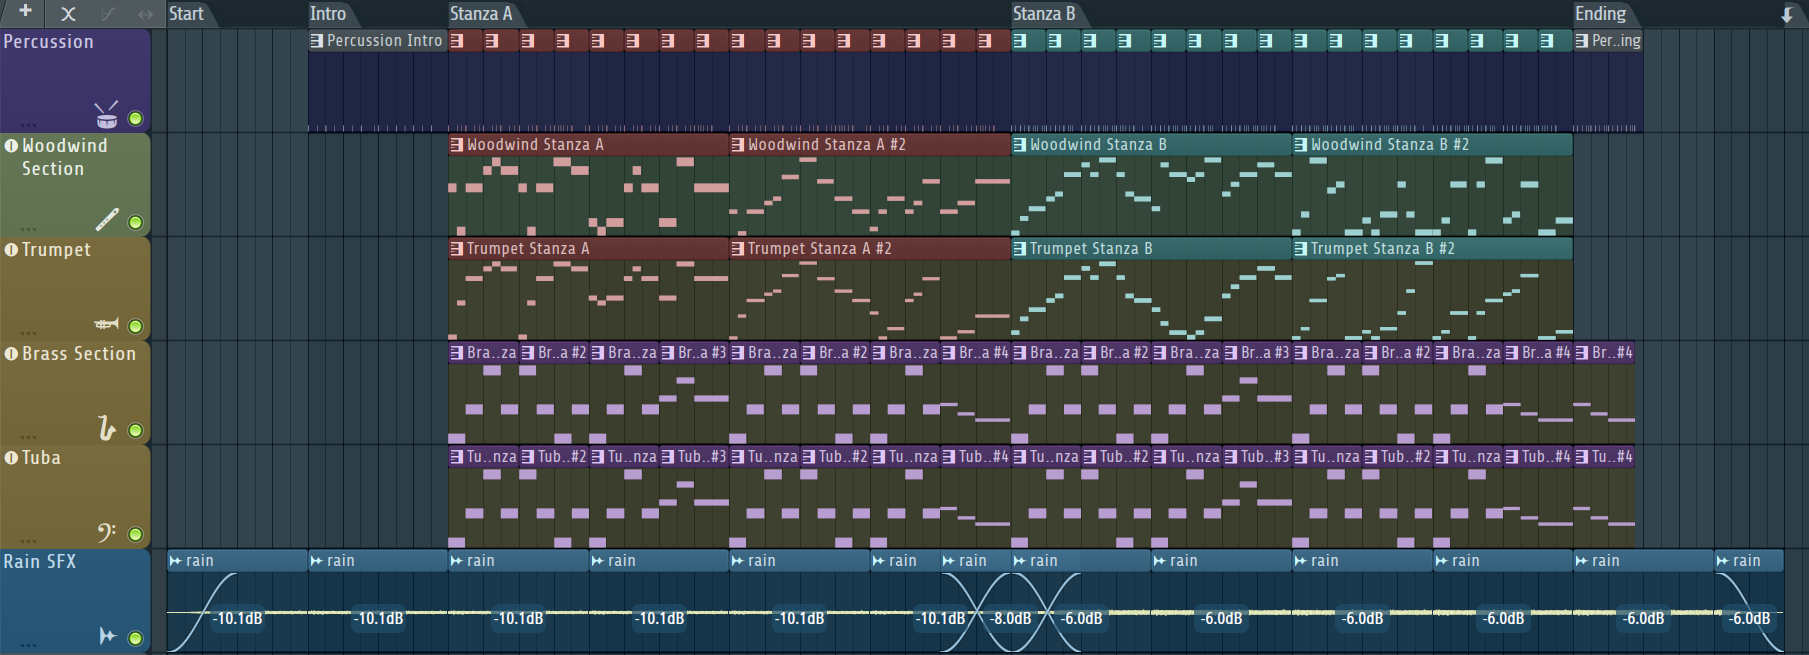 Start Intro Stanza A Stanza B Ending
Percussion
Percussion Intro Per..ing
Woodwind Section
Woodwind Stanza A Woodwind Stanza A #2 Woodwind Stanza B Woodwind Stanza B #2
Trumpet
Trumpet Stanza A Trumpet Stanza A #2 Trumpet Stanza B Trumpet Stanza B #2
Brass Section
Bra..za Br..a #2 Bra..za Br..a #3 Bra..za Br..a #2 Bra..za Br..a #4 Bra..za Br..a #2 Bra..za Br..a #3 Bra..za Br..a #2 Bra..za Br..a #4 Br..#4
Tuba
Tu..nza Tub..#2 Tu..nza Tub..#3 Tu..nza Tub..#2 Tu..nza Tub..#4 Tu..nza Tub..#2 Tu..nza Tub..#3 Tu..nza Tub..#2 Tu..nza Tub..#4 Tu..#4
Rain SFX
rain rain rain rain rain rain rain rain rain rain rain rain rain
-10.1dB -10.1dB -10.1dB -10.1dB -10.1dB -10.1dB -8.0dB -6.0dB -6.0dB -6.0dB -6.0dB -6.0dB -6.0dB